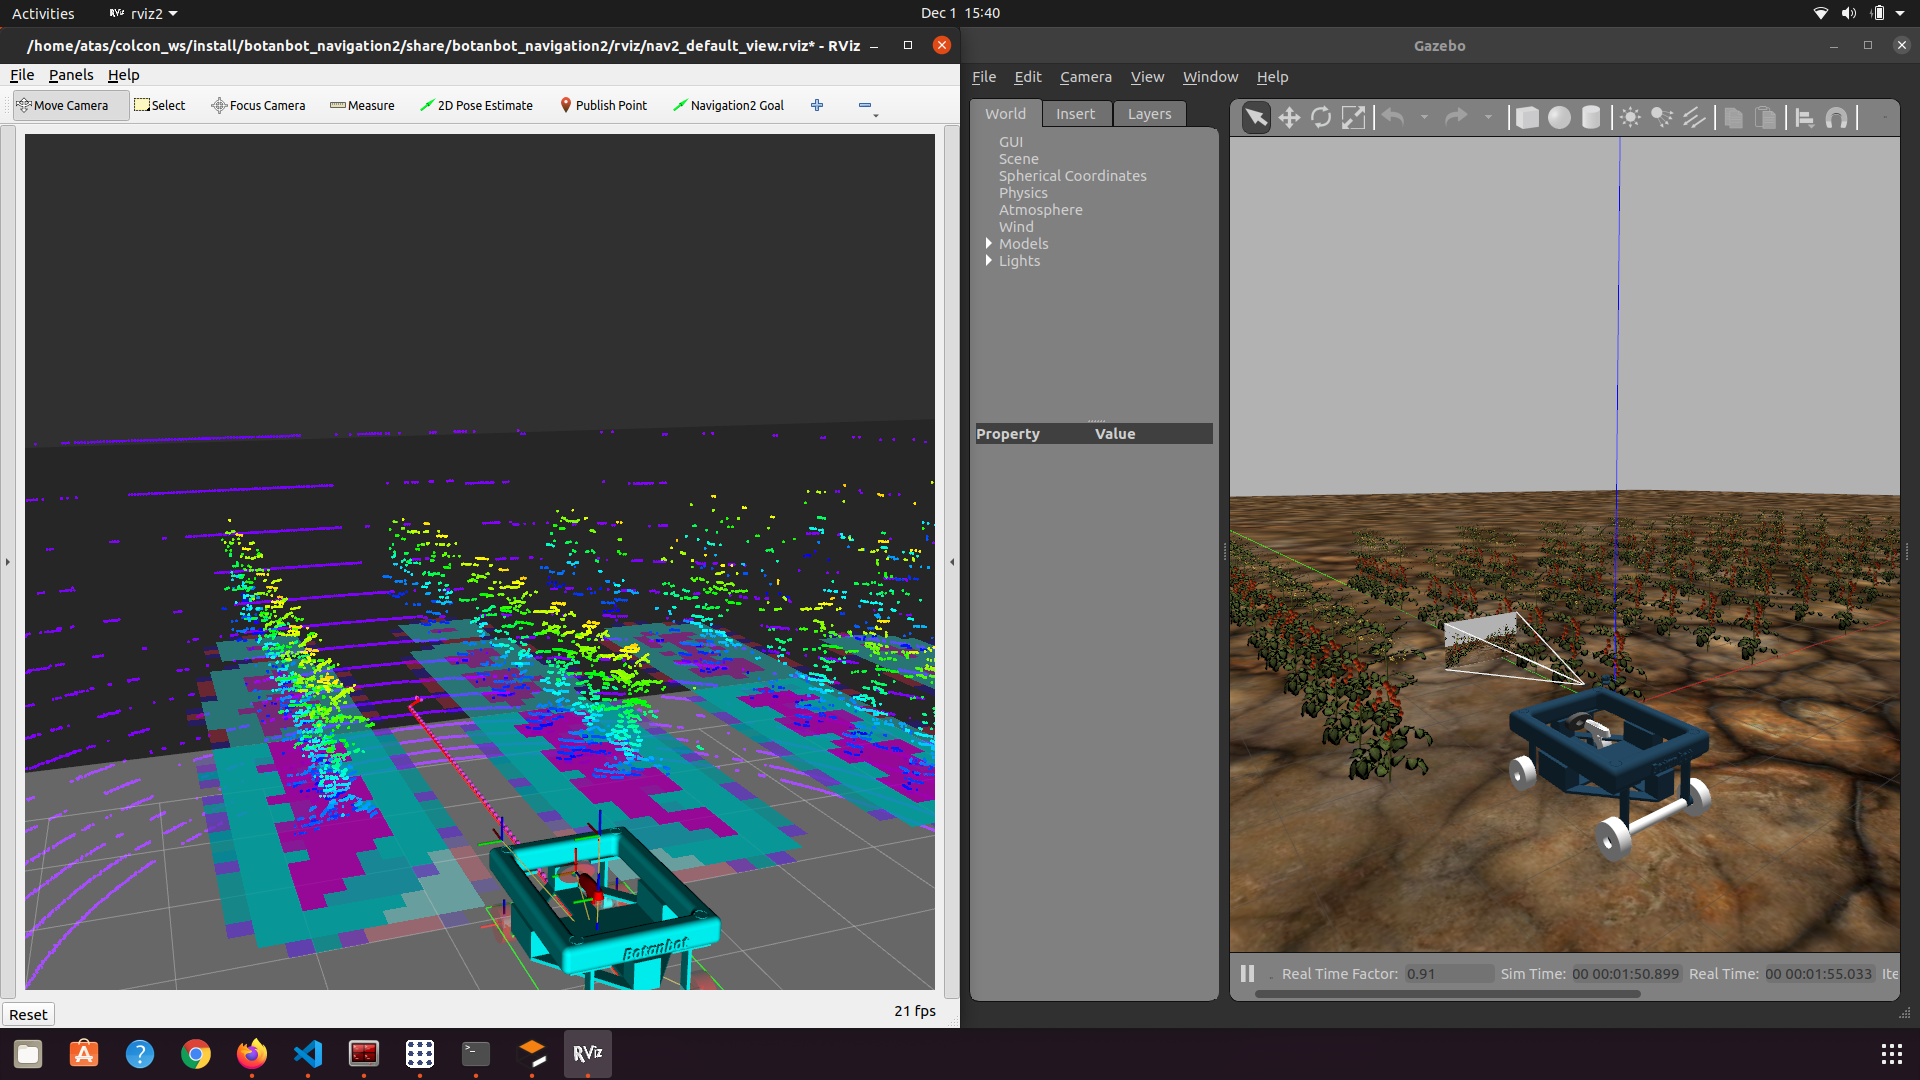 Activities
RViz rviz2
Dec 1 15:40
/home/atas/colcon_ws/install/botanbot_navigation2/share/botanbot_navigation2/rviz/nav2_default_view.rviz* - RViz
File Panels Help
Move Camera Select Focus Camera Measure 2D Pose Estimate Publish Point Navigation2 Goal
Botanbot
Reset
21 fps
Gazebo
File Edit Camera View Window Help
World Insert Layers
GUI
Scene
Spherical Coordinates
Physics
Atmosphere
Wind
Models
Lights
Property Value
Real Time Factor: 0.91 Sim Time: 00 00:01:50.899 Real Time: 00 00:01:55.033 Ite
RViz